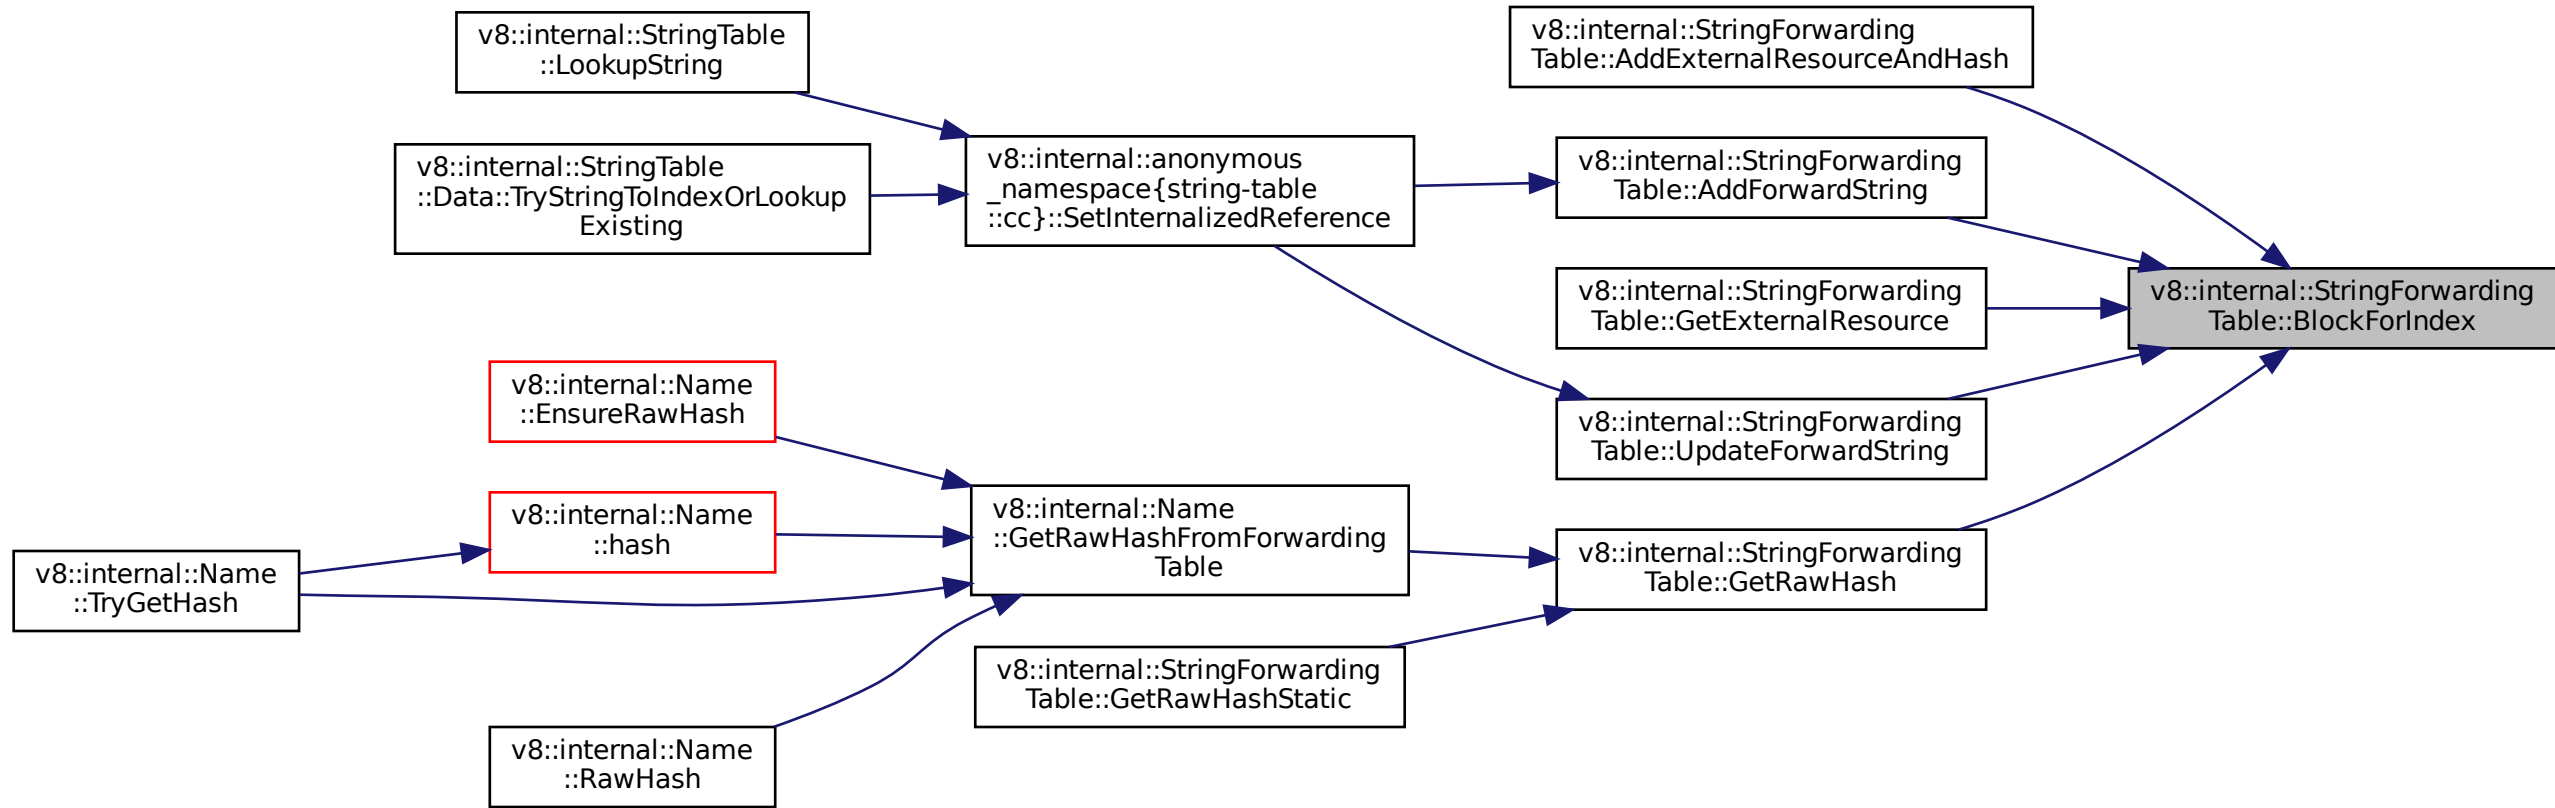 v8::internal::StringTable
::LookupString
v8::internal::StringForwarding
Table::AddExternalResourceAndHash
v8::internal::StringTable
::Data::TryStringToIndexOrLookup
Existing
v8::internal::anonymous
_namespace{string-table
::cc}::SetInternalizedReference
v8::internal::StringForwarding
Table::AddForwardString
v8::internal::StringForwarding
Table::GetExternalResource
v8::internal::StringForwarding
Table::BlockForIndex
v8::internal::Name
::EnsureRawHash
v8::internal::StringForwarding
Table::UpdateForwardString
v8::internal::Name
::hash
v8::internal::Name
::GetRawHashFromForwarding
Table
v8::internal::StringForwarding
Table::GetRawHash
v8::internal::Name
::TryGetHash
v8::internal::StringForwarding
Table::GetRawHashStatic
v8::internal::Name
::RawHash